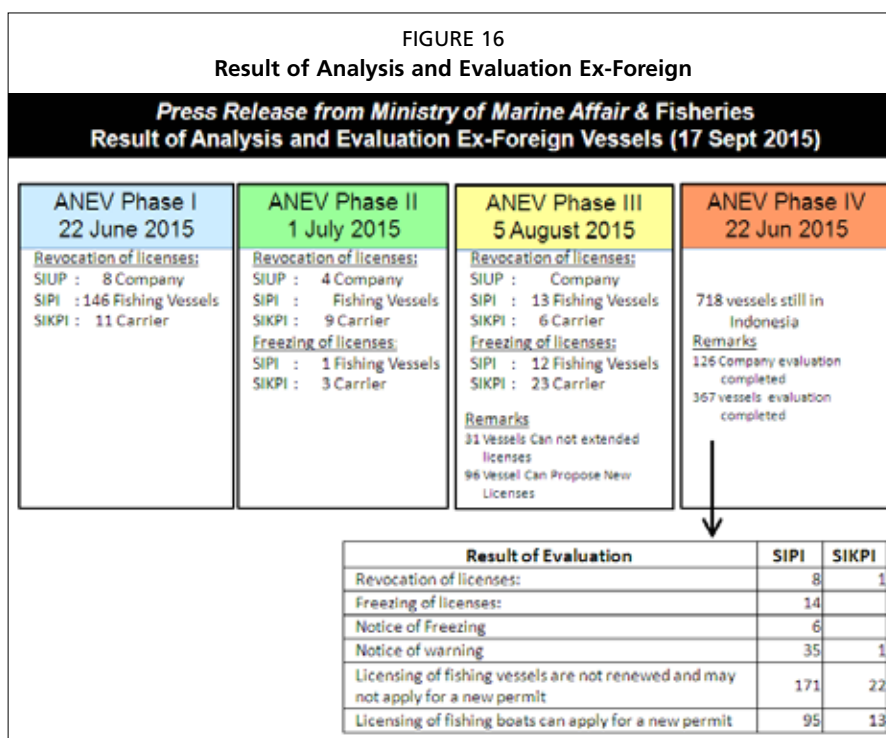 FIGURE 16
Result of Analysis and Evaluation Ex-Foreign
Press Release from Ministry of Marine Affair & Fisheries
Result of Analysis and Evaluation Ex-Foreign Vessels (17 Sept 2015)
ANEV Phase I
22 June 2015
Revocation of licenses:
SIUP : 8 Company
SIPI : 146 Fishing Vessels
SIKPI : 11 Carrier
ANEV Phase II
1 July 2015
Revocation of licenses:
SIUP : 4 Company
SIPI : Fishing Vessels
SIKPI : 9 Carrier
Freezing of licenses:
SIPI : 1 Fishing Vessels
SIKPI : 3 Carrier
ANEV Phase III
5 August 2015
Revocation of licenses:
SIUP : Company
SIPI : 13 Fishing Vessels
SIKPI : 6 Carrier
Freezing of licenses:
SIPI : 12 Fishing Vessels
SIKPI : 23 Carrier
Remarks
31 Vessels Can not extended
licenses
96 Vessel Can Propose New
Licenses
ANEV Phase IV
22 Jun 2015
718 vessels still in
Indonesia
Remarks
126 Company evaluation
completed
367 vessels evaluation
completed
Result of Evaluation SIPI SIKPI
Revocation of licenses: 8 1
Freezing of licenses: 14
Notice of Freezing 6
Notice of warning 35 1
Licensing of fishing vessels are not renewed and may
not apply for a new permit 171 22
Licensing of fishing boats can apply for a new permit 95 13